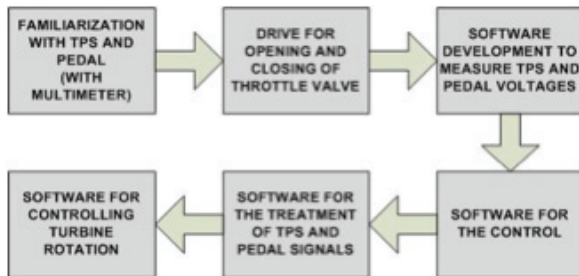 FAMILIARIZATION
WITH TPS AND
PEDAL
(WITH
MULTIMETER)
DRIVE FOR
OPENING AND
CLOSING OF
THROTTLE VALVE
SOFTWARE
DEVELOPMENT TO
MEASURE TPS AND
PEDAL VOLTAGES
SOFTWARE FOR
THE CONTROL
SOFTWARE FOR
THE TREATMENT
OF TPS AND
PEDAL SIGNALS
SOFTWARE FOR
CONTROLLING
TURBINE
ROTATION